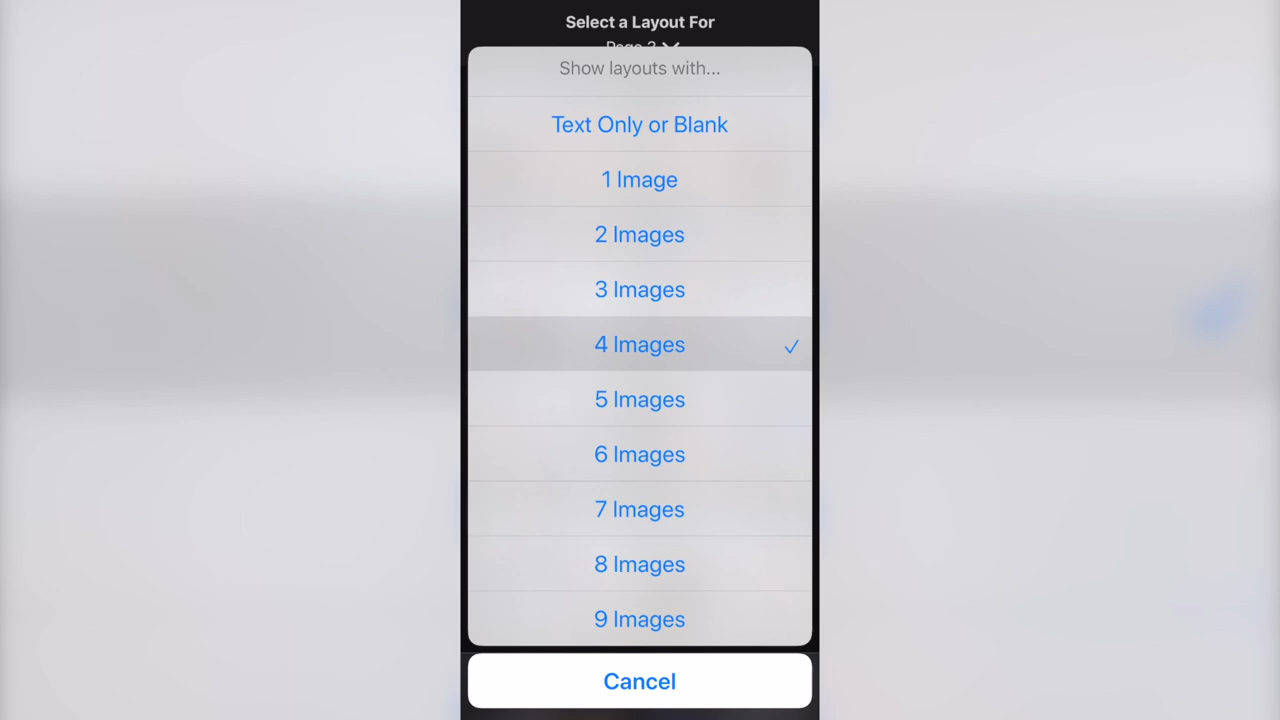 Select a Layout For
Page
Show layouts with...
Text Only or Blank
1 Image
2 Images
3 Images
4 Images
5 Images
6 Images
7 Images
8 Images
9 Images
Cancel